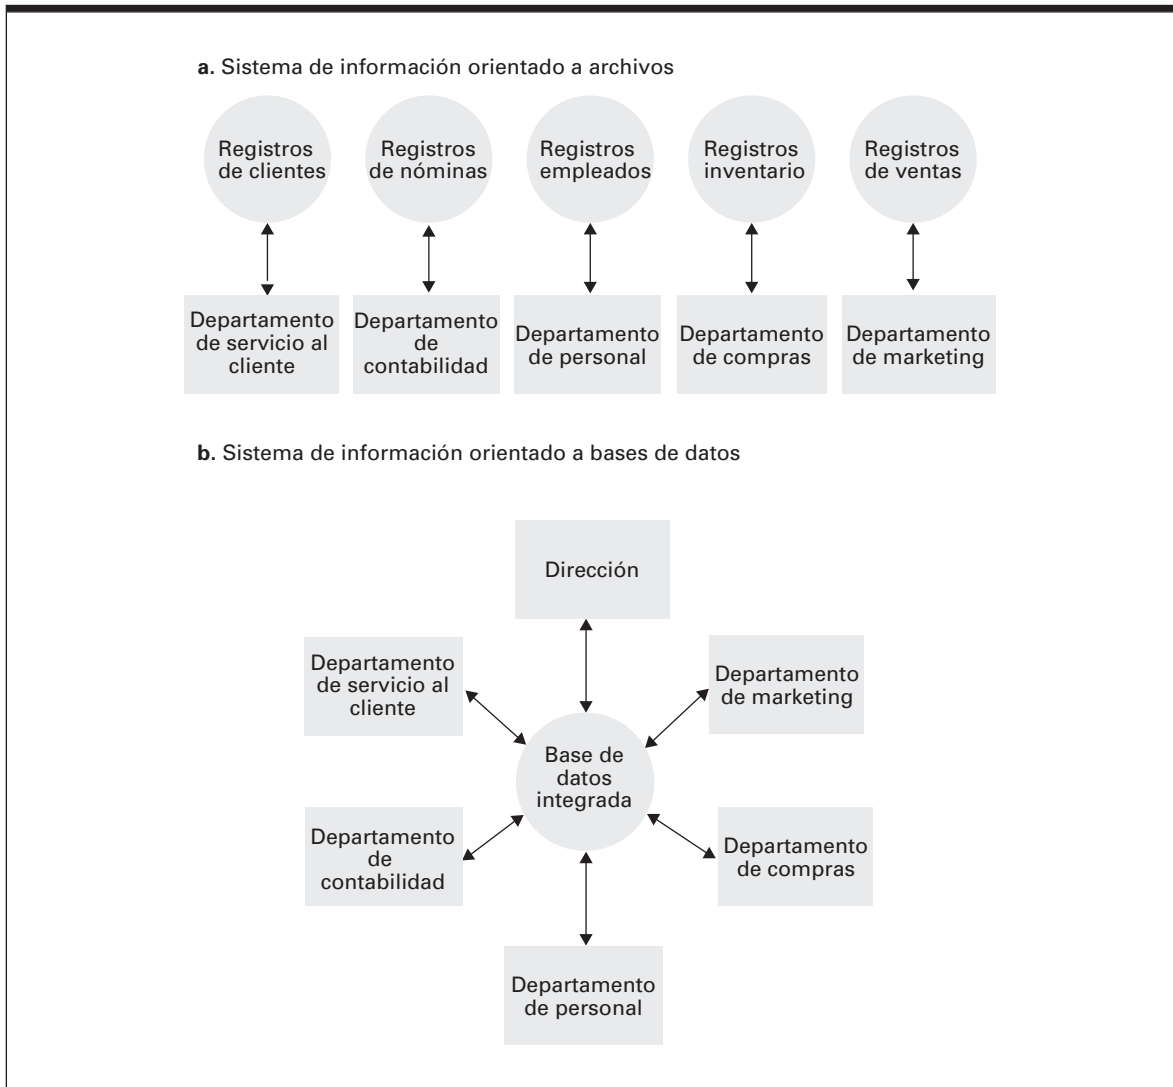 a. Sistema de información orientado a archivos
Registros
de clientes
Registros
de nóminas
Registros
empleados
Registros
inventario
Registros
de ventas
Departamento
de servicio al
cliente
Departamento
de
contabilidad
Departamento
de personal
Departamento
de compras
Departamento
de marketing
b. Sistema de información orientado a bases de datos
Dirección
Departamento
de servicio al
cliente
Departamento
de marketing
Base de
datos
integrada
Departamento
de
contabilidad
Departamento
de compras
Departamento
de personal